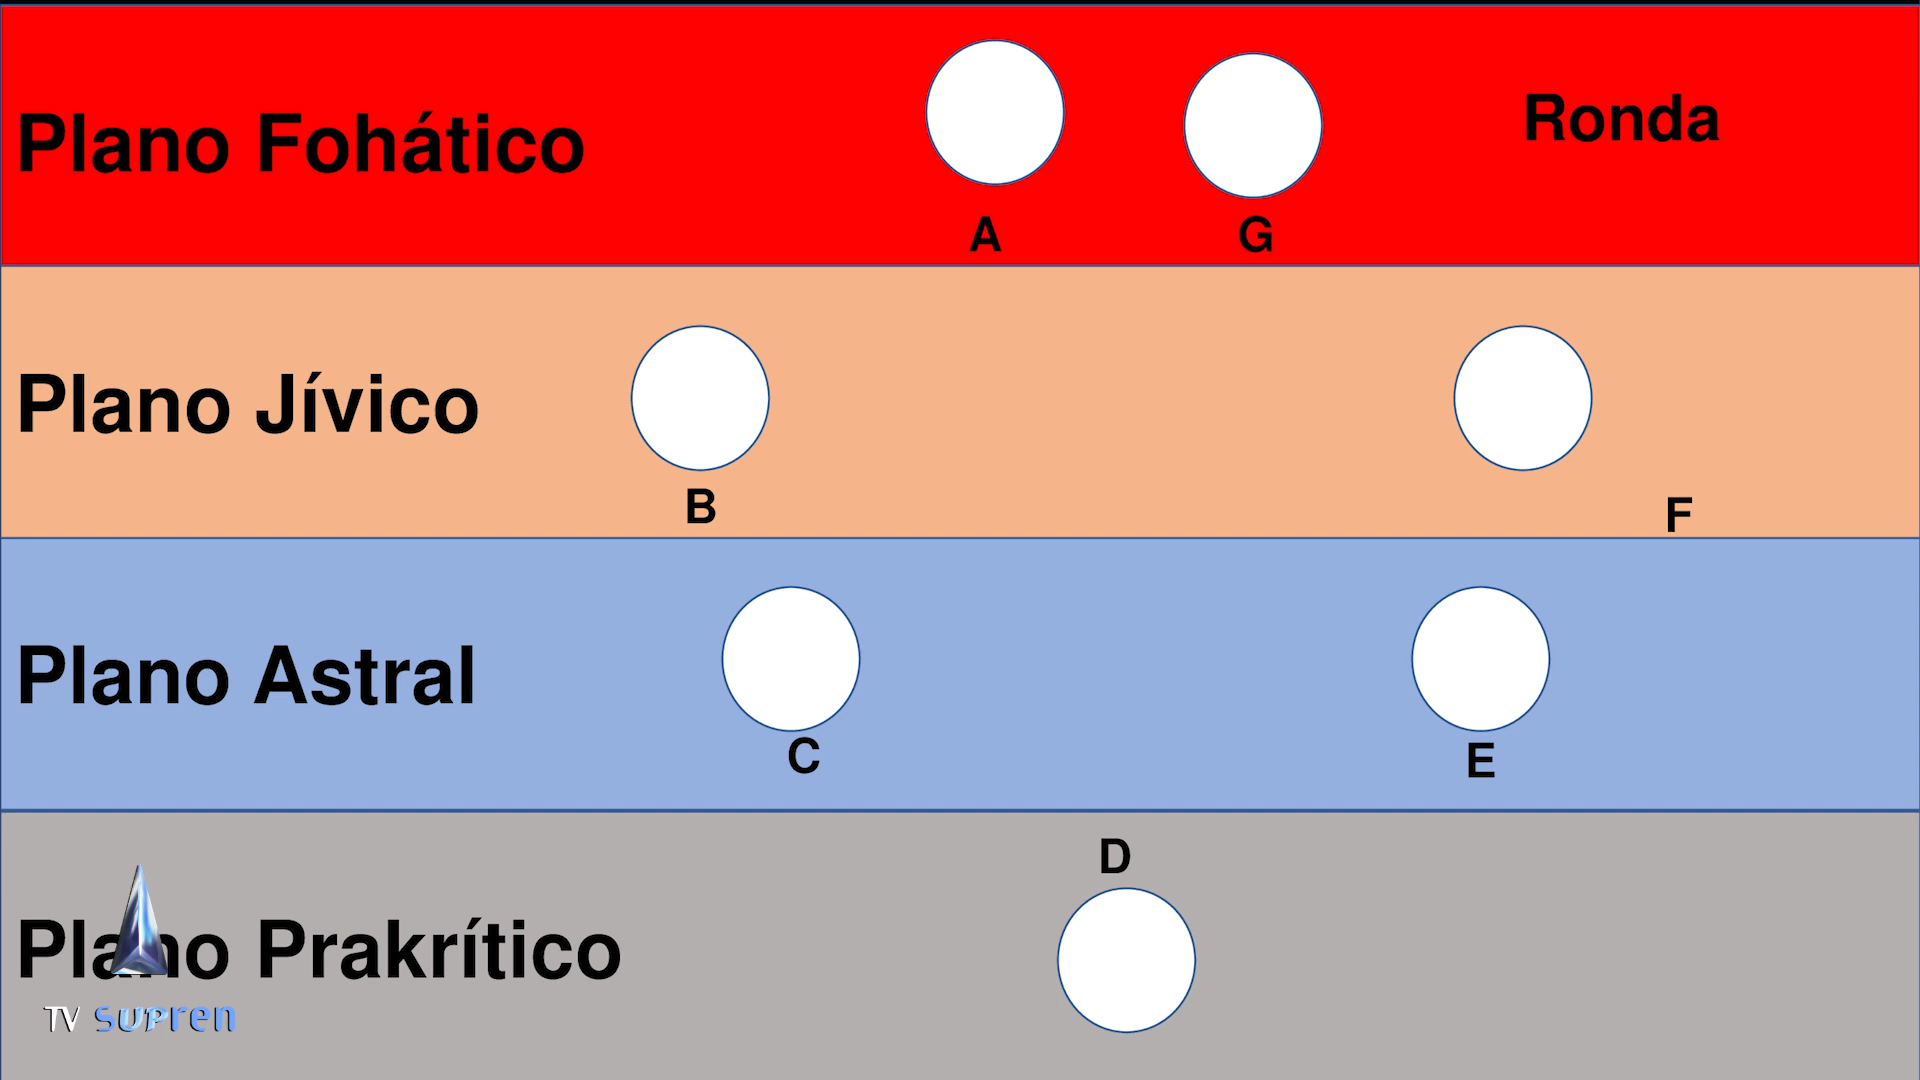 Plano Fohático
Ronda
A
G
Plano Jívico
B
F
Plano Astral
C
E
D
Plano Prakrítico
TV supren